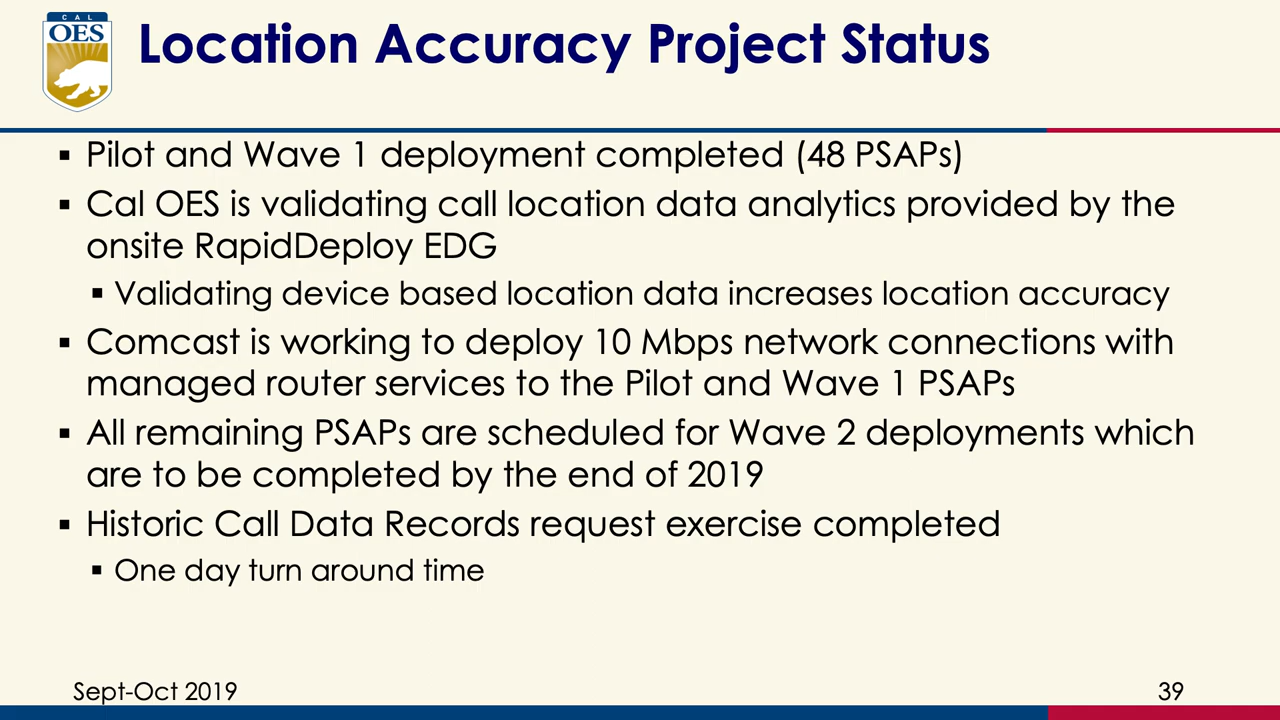 CAL
OES
Location Accuracy Project Status
▪ Pilot and Wave 1 deployment completed (48 PSAPs)
▪ Cal OES is validating call location data analytics provided by the
onsite RapidDeploy EDG
▪ Validating device based location data increases location accuracy
▪ Comcast is working to deploy 10 Mbps network connections with
managed router services to the Pilot and Wave 1 PSAPs
▪ All remaining PSAPs are scheduled for Wave 2 deployments which
are to be completed by the end of 2019
▪ Historic Call Data Records request exercise completed
▪ One day turn around time
Sept-Oct 2019
39